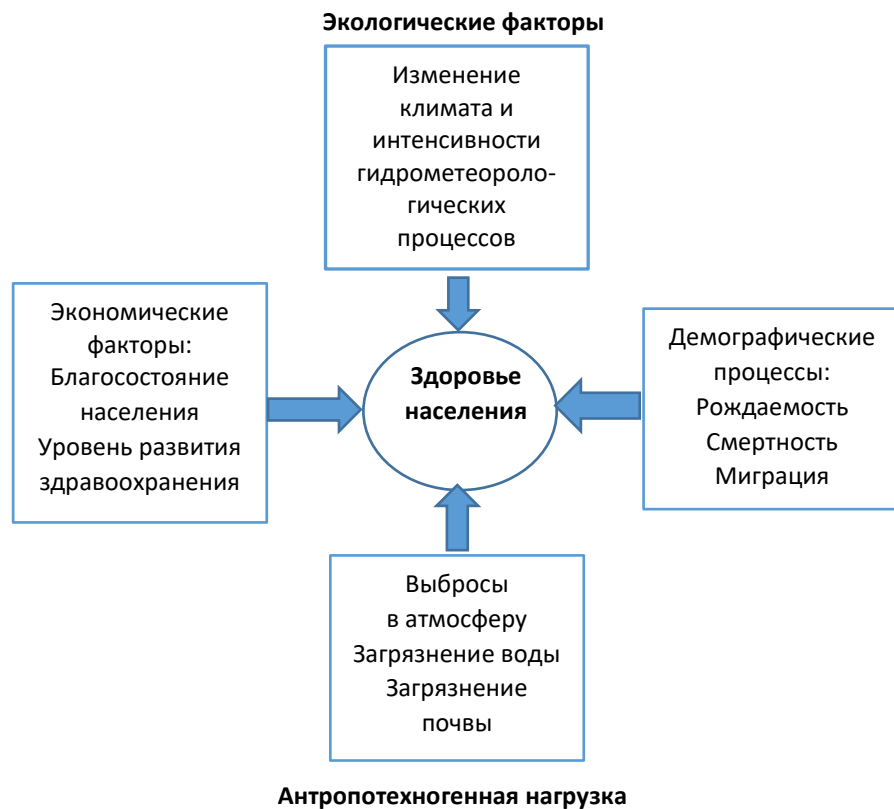 Экологические факторы
Изменение
климата и
интенсивности
гидрометеороло-
гических
процессов
Экономические
факторы:
Благосостояние
населения
Уровень развития
здравоохранения
Здоровье
населения
Демографические
процессы:
Рождаемость
Смертность
Миграция
Выбросы
в атмосферу
Загрязнение воды
Загрязнение
почвы
Антропотехногенная нагрузка